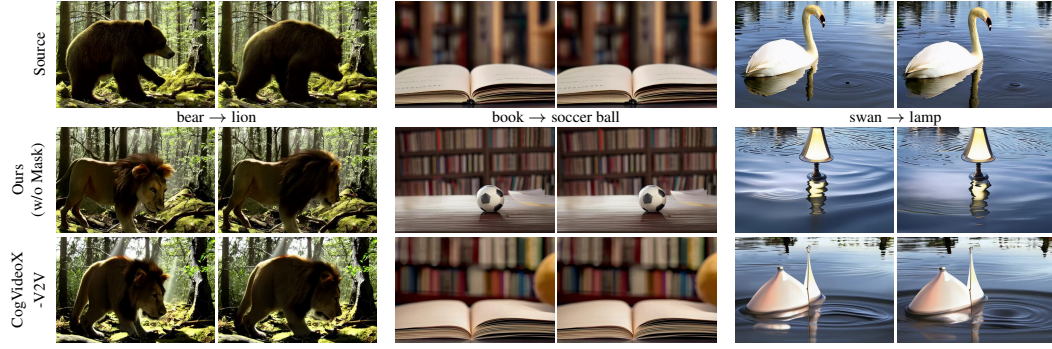 Source
bear → lion
book → soccer ball
swan → lamp
Ours
(w/o Mask)
CogVideoX
-V2V